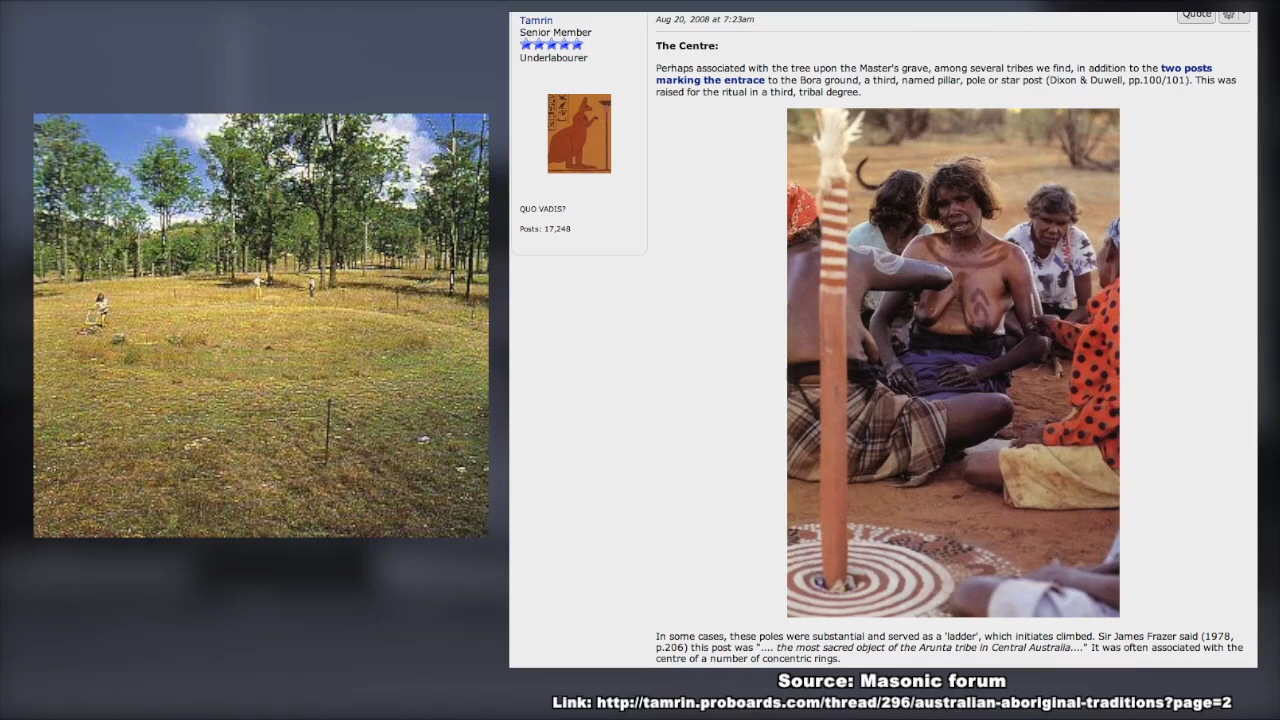 Tamrin
Senior Member
Underlabourer
QUO VADIS?
Posts: 17,248
Aug 20, 2008 at 7:23am
Quote
The Centre:
Perhaps associated with the tree upon the Master's grave, among several tribes we find, in addition to the two posts
marking the entrace to the Bora ground, a third, named pillar, pole or star post (Dixon & Duwell, pp.100/101). This was
raised for the ritual in a third, tribal degree.
In some cases, these poles were substantial and served as a 'ladder', which initiates climbed. Sir James Frazer said (1978,
p.206) this post was ".... the most sacred object of the Arunta tribe in Central Australia...." It was often associated with the
centre of a number of concentric rings.
Source: Masonic forum
Link: http://tamrin.proboards.com/thread/296/australian-aboriginal-traditions?page=2